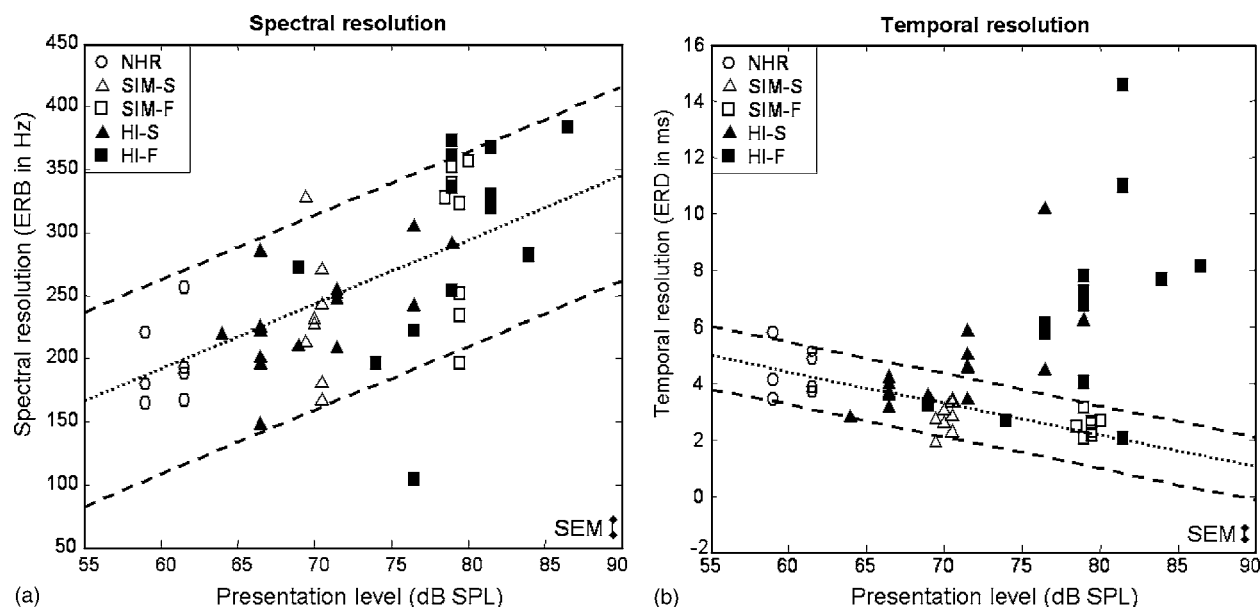 Spectral resolution
450
400
350
300
250
200
150
100
50
Spectral resolution (ERB in Hz)
NHR
SIM-S
SIM-F
HI-S
HI-F
SEM
55 60 65 70 75 80 85 90
(a) Presentation level (dB SPL)
Temporal resolution
16
14
12
10
8
6
4
2
0
-2
Temporal resolution (ERD in ms)
NHR
SIM-S
SIM-F
HI-S
HI-F
SEM
55 60 65 70 75 80 85 90
(b) Presentation level (dB SPL)